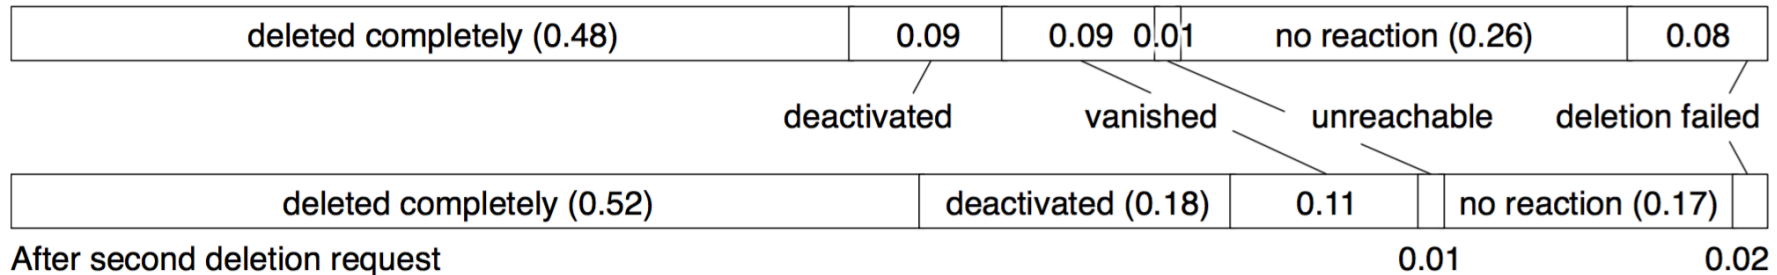 deleted completely (0.48) 0.09 0.09 0.01 no reaction (0.26) 0.08
deactivated vanished unreachable deletion failed
deleted completely (0.52) deactivated (0.18) 0.11 no reaction (0.17)
After second deletion request 0.01 0.02